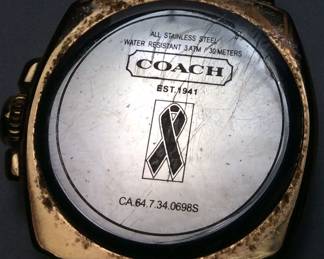 ALL STAINLESS STEEL
WATER RESISTANT 3 ATM / 30 METERS
COACH
EST. 1941
CA.64.7.34.0698S